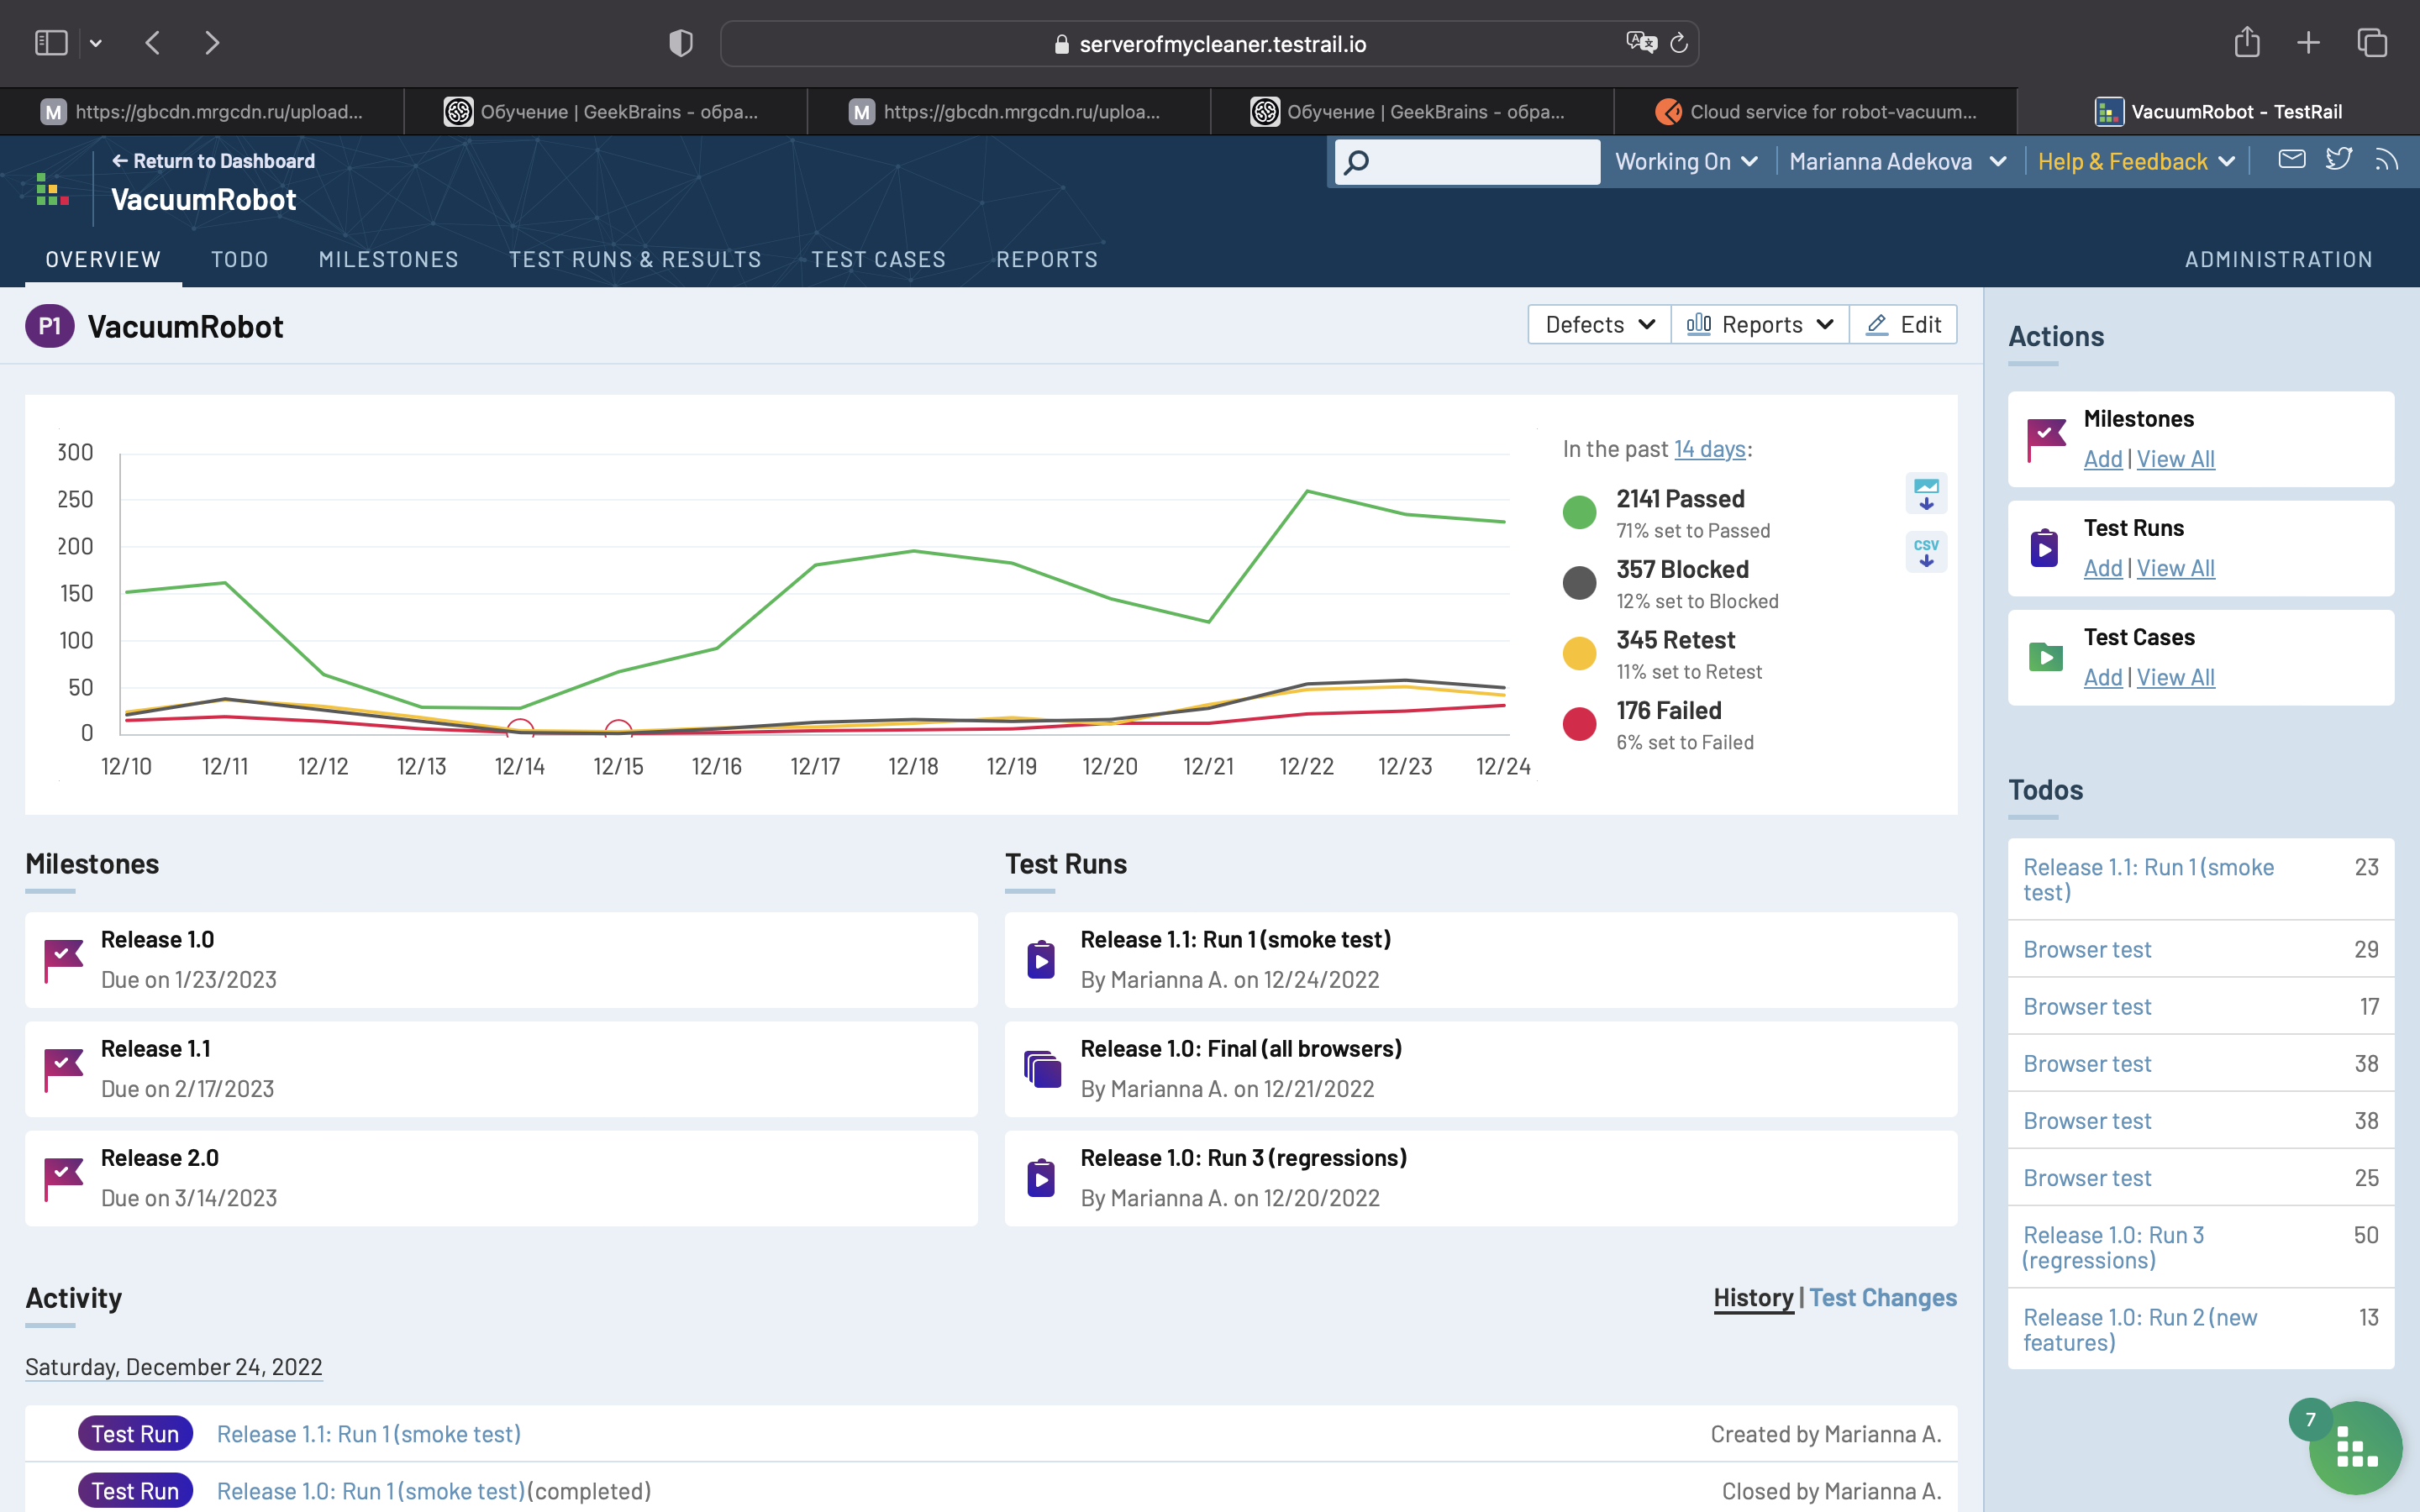 serverofmycleaner.testrail.io
M https://gbcdn.mrgcdn.ru/upload...
Обучение | GeekBrains - обра...
M https://gbcdn.mrgcdn.ru/uploa...
Обучение | GeekBrains - обра...
Cloud service for robot-vacuum...
VacuumRobot - TestRail
← Return to Dashboard
VacuumRobot
Working On
Marianna Adekova
Help & Feedback
OVERVIEW
TODO
MILESTONES
TEST RUNS & RESULTS
TEST CASES
REPORTS
ADMINISTRATION
P1 VacuumRobot
Defects
Reports
Edit
300
250
200
150
100
50
0
12/10 12/11 12/12 12/13 12/14 12/15 12/16 12/17 12/18 12/19 12/20 12/21 12/22 12/23 12/24
In the past 14 days:
2141 Passed
71% set to Passed
357 Blocked
12% set to Blocked
345 Retest
11% set to Retest
176 Failed
6% set to Failed
CSV
Milestones
Release 1.0
Due on 1/23/2023
Release 1.1
Due on 2/17/2023
Release 2.0
Due on 3/14/2023
Test Runs
Release 1.1: Run 1 (smoke test)
By Marianna A. on 12/24/2022
Release 1.0: Final (all browsers)
By Marianna A. on 12/21/2022
Release 1.0: Run 3 (regressions)
By Marianna A. on 12/20/2022
Activity
History | Test Changes
Saturday, December 24, 2022
Test Run Release 1.1: Run 1 (smoke test) Created by Marianna A.
Test Run Release 1.0: Run 1 (smoke test) (completed) Closed by Marianna A.
Actions
Milestones
Add | View All
Test Runs
Add | View All
Test Cases
Add | View All
Todos
Release 1.1: Run 1 (smoke 23
test)
Browser test 29
Browser test 17
Browser test 38
Browser test 38
Browser test 25
Release 1.0: Run 3 50
(regressions)
Release 1.0: Run 2 (new 13
features)
7